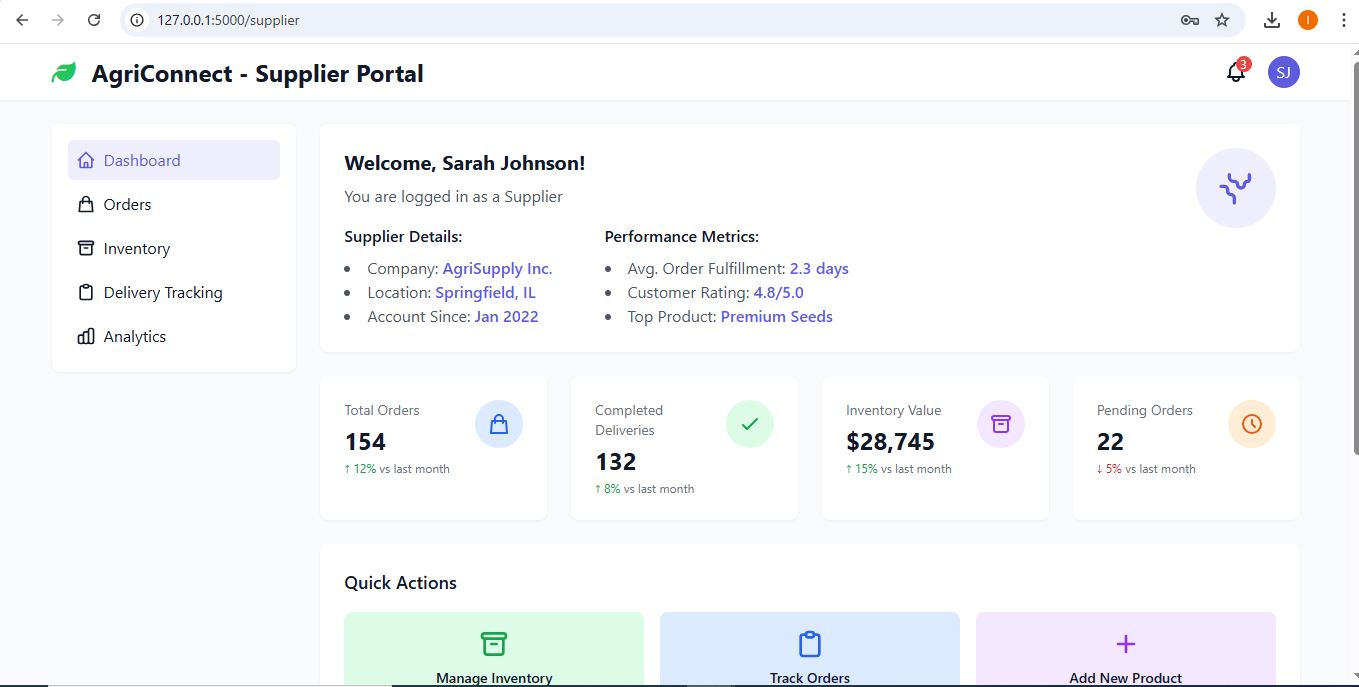 127.0.0.1:5000/supplier
I
AgriConnect - Supplier Portal
3
SJ
Dashboard
Orders
Inventory
Delivery Tracking
Analytics
Welcome, Sarah Johnson!
You are logged in as a Supplier
Supplier Details:
Company: AgriSupply Inc.
Location: Springfield, IL
Account Since: Jan 2022
Performance Metrics:
Avg. Order Fulfillment: 2.3 days
Customer Rating: 4.8/5.0
Top Product: Premium Seeds
Total Orders
154
↑ 12% vs last month
Completed
Deliveries
132
↑ 8% vs last month
Inventory Value
$28,745
↑ 15% vs last month
Pending Orders
22
↓ 5% vs last month
Quick Actions
Manage Inventory
Track Orders
Add New Product